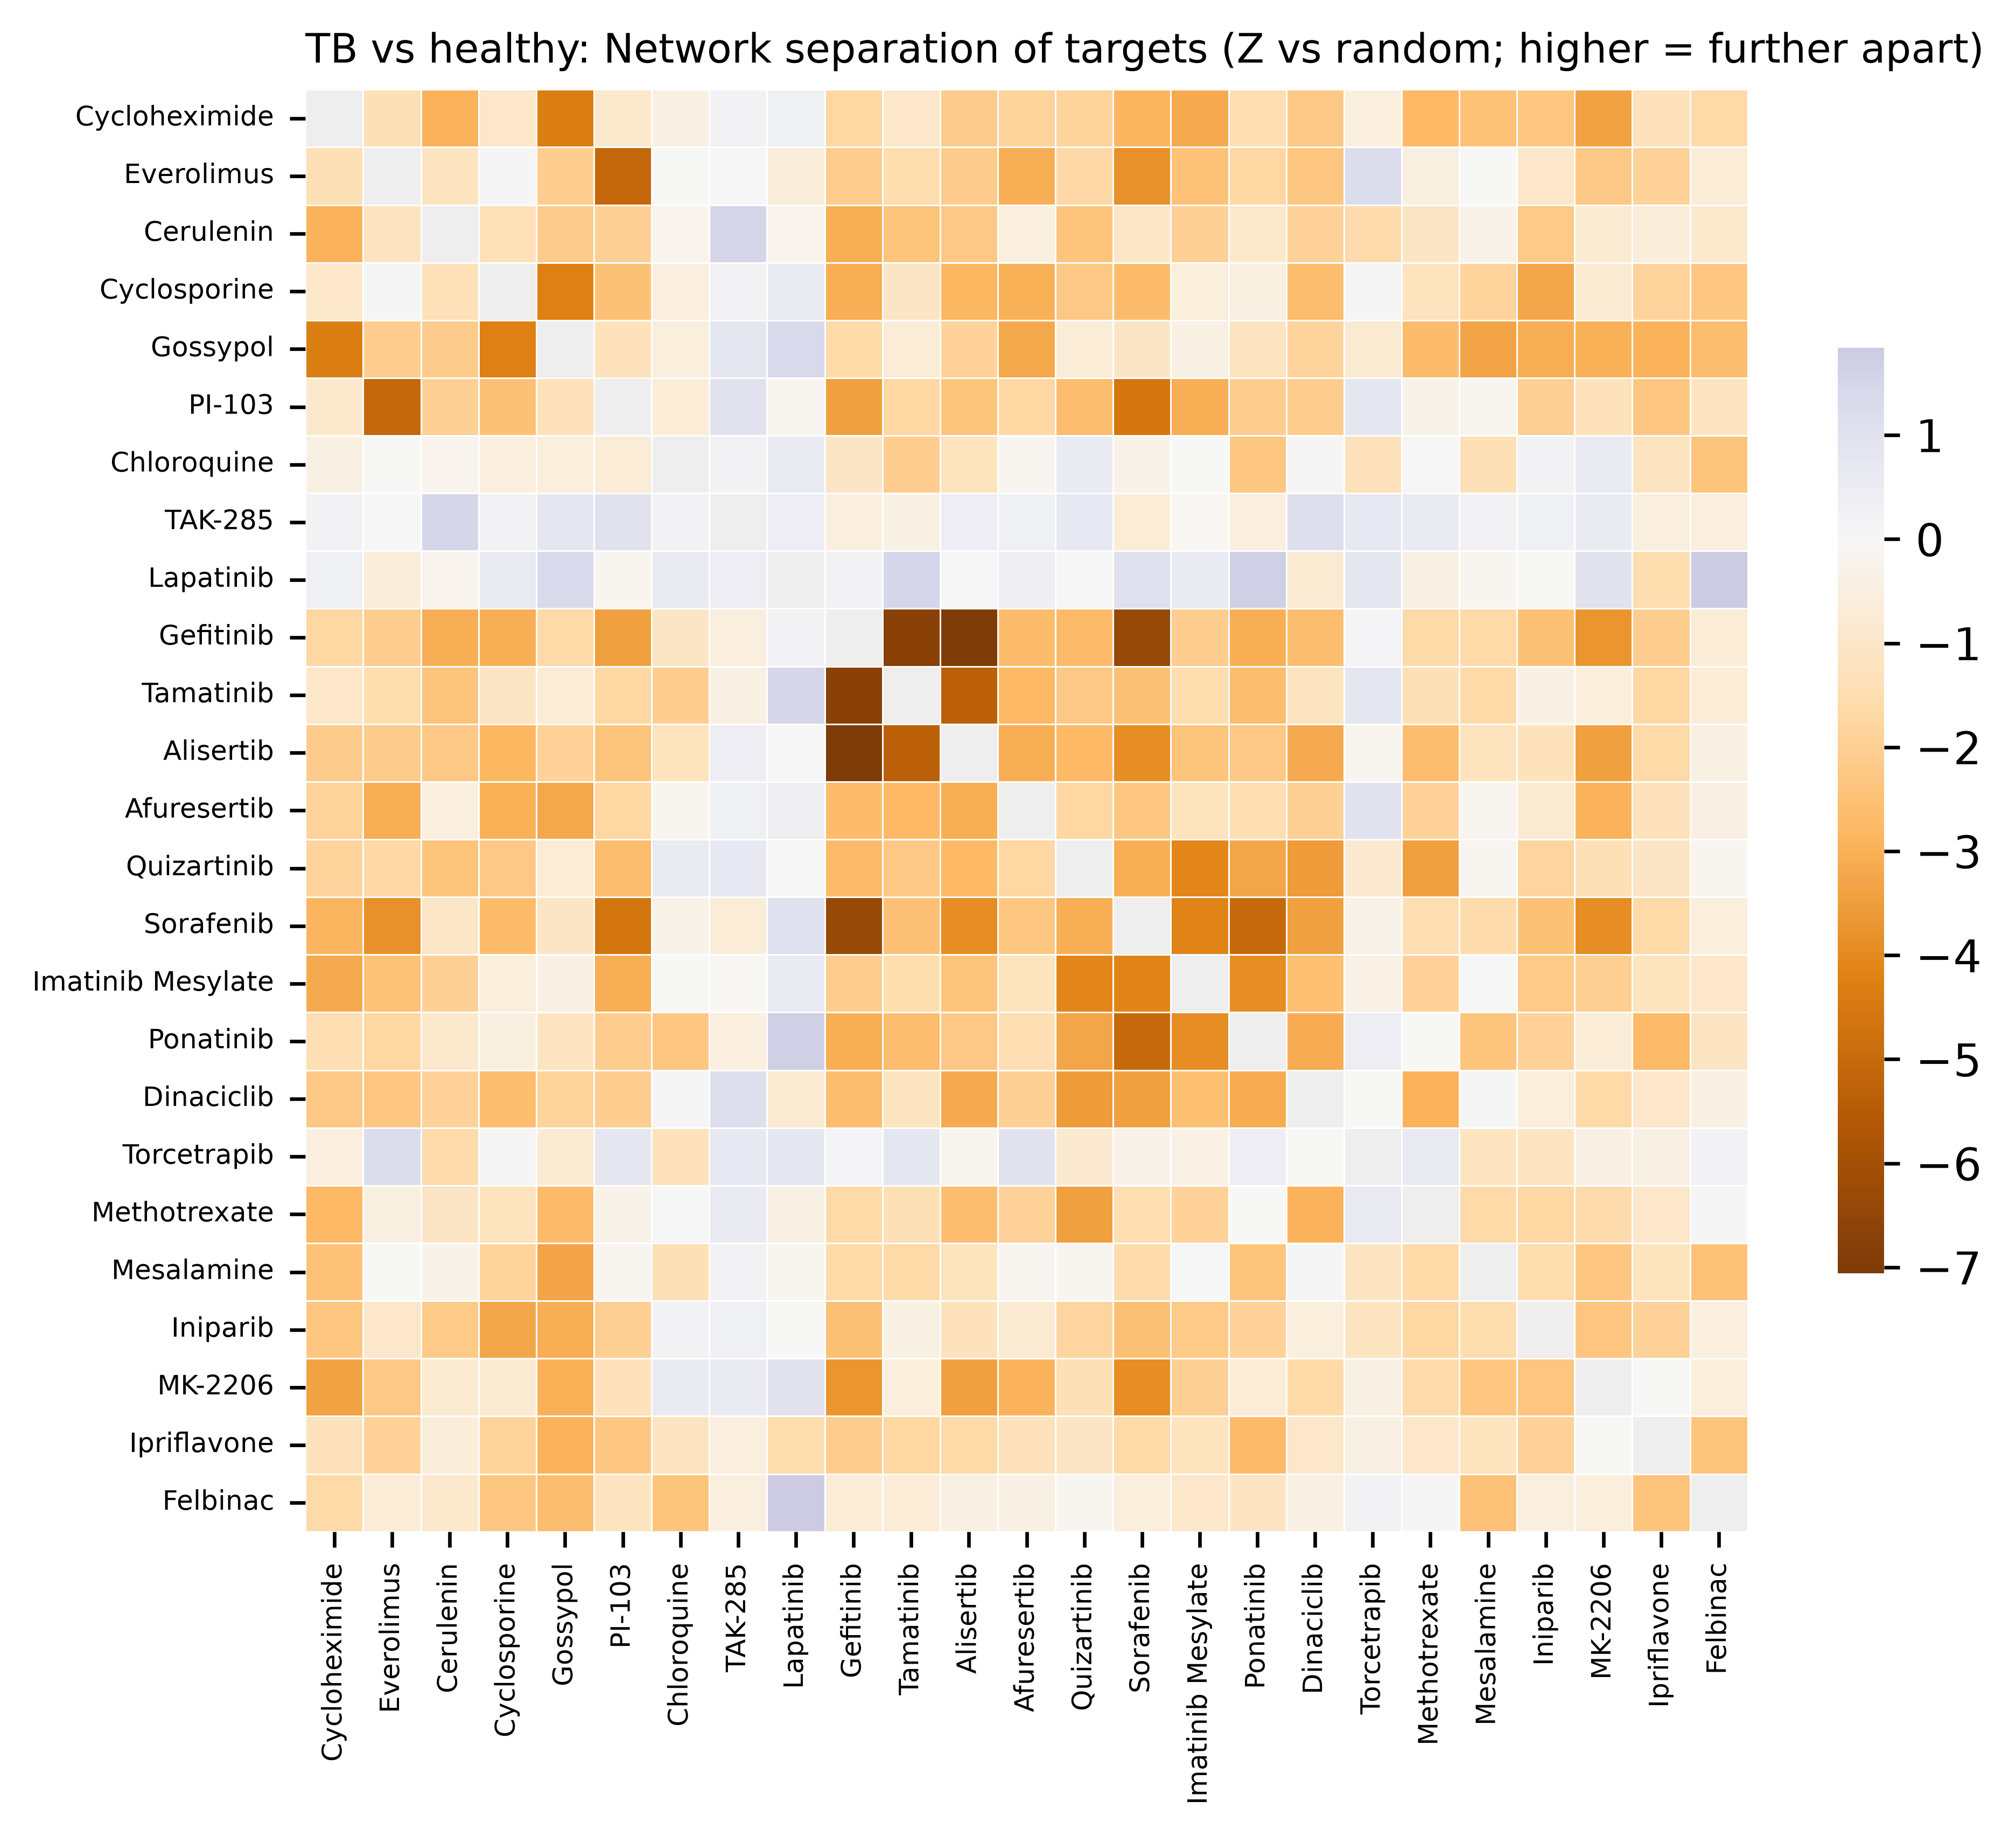 TB vs healthy: Network separation of targets (Z vs random; higher = further apart)
Cycloheximide
Everolimus
Cerulenin
Cyclosporine
Gossypol
PI-103
Chloroquine
TAK-285
Lapatinib
Gefitinib
Tamatinib
Alisertib
Afuresertib
Quizartinib
Sorafenib
Imatinib Mesylate
Ponatinib
Dinaciclib
Torcetrapib
Methotrexate
Mesalamine
Iniparib
MK-2206
Ipriflavone
Felbinac
Cycloheximide
Everolimus
Cerulenin
Cyclosporine
Gossypol
PI-103
Chloroquine
TAK-285
Lapatinib
Gefitinib
Tamatinib
Alisertib
Afuresertib
Quizartinib
Sorafenib
Imatinib Mesylate
Ponatinib
Dinaciclib
Torcetrapib
Methotrexate
Mesalamine
Iniparib
MK-2206
Ipriflavone
Felbinac
1
0
−1
−2
−3
−4
−5
−6
−7